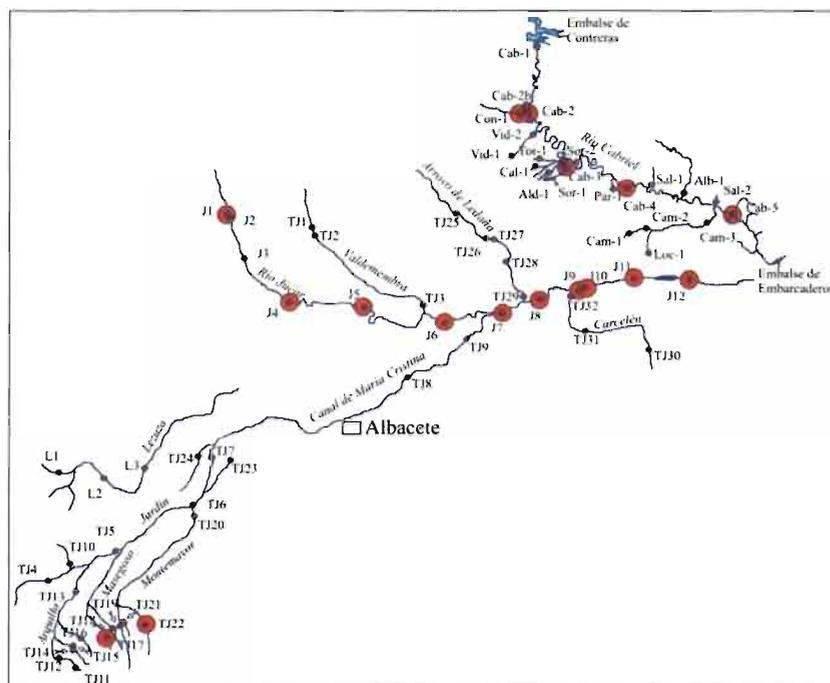 Embalse de
Contreras
Cab-1
Cab-2b
Cab-2
Con-1
Vid-2
Río Cabriel
Vid-1
Tor-1
Cal-1
Cab-3
Ald-1
Sor-1
Par-1
Sal-1
Cab-4
Alb-1
Sal-2
Cab-5
Cam-2
Cam-1
Cam-3
Loc-1
Embalse de
Embarcaderos
Arroyo de Ledaña
TJ25
TJ27
TJ26
TJ28
TJ29
J1
J2
J3
Río Júcar
J4
J5
TJ1
TJ2
Valdemembra
TJ3
J6
J7
J8
J9
J10
J11
J12
TJ32
TJ31
Carcelén
TJ30
TJ9
TJ8
Canal de María Cristina
Albacete
Lezuza
L1
L2
L3
TJ24
TJ7
TJ23
TJ6
TJ20
Jardín
TJ5
TJ10
TJ4
TJ13
Masegoso
Montemayor
TJ19
TJ21
TJ22
TJ18
TJ16
TJ17
TJ15
TJ14
TJ12
TJ11